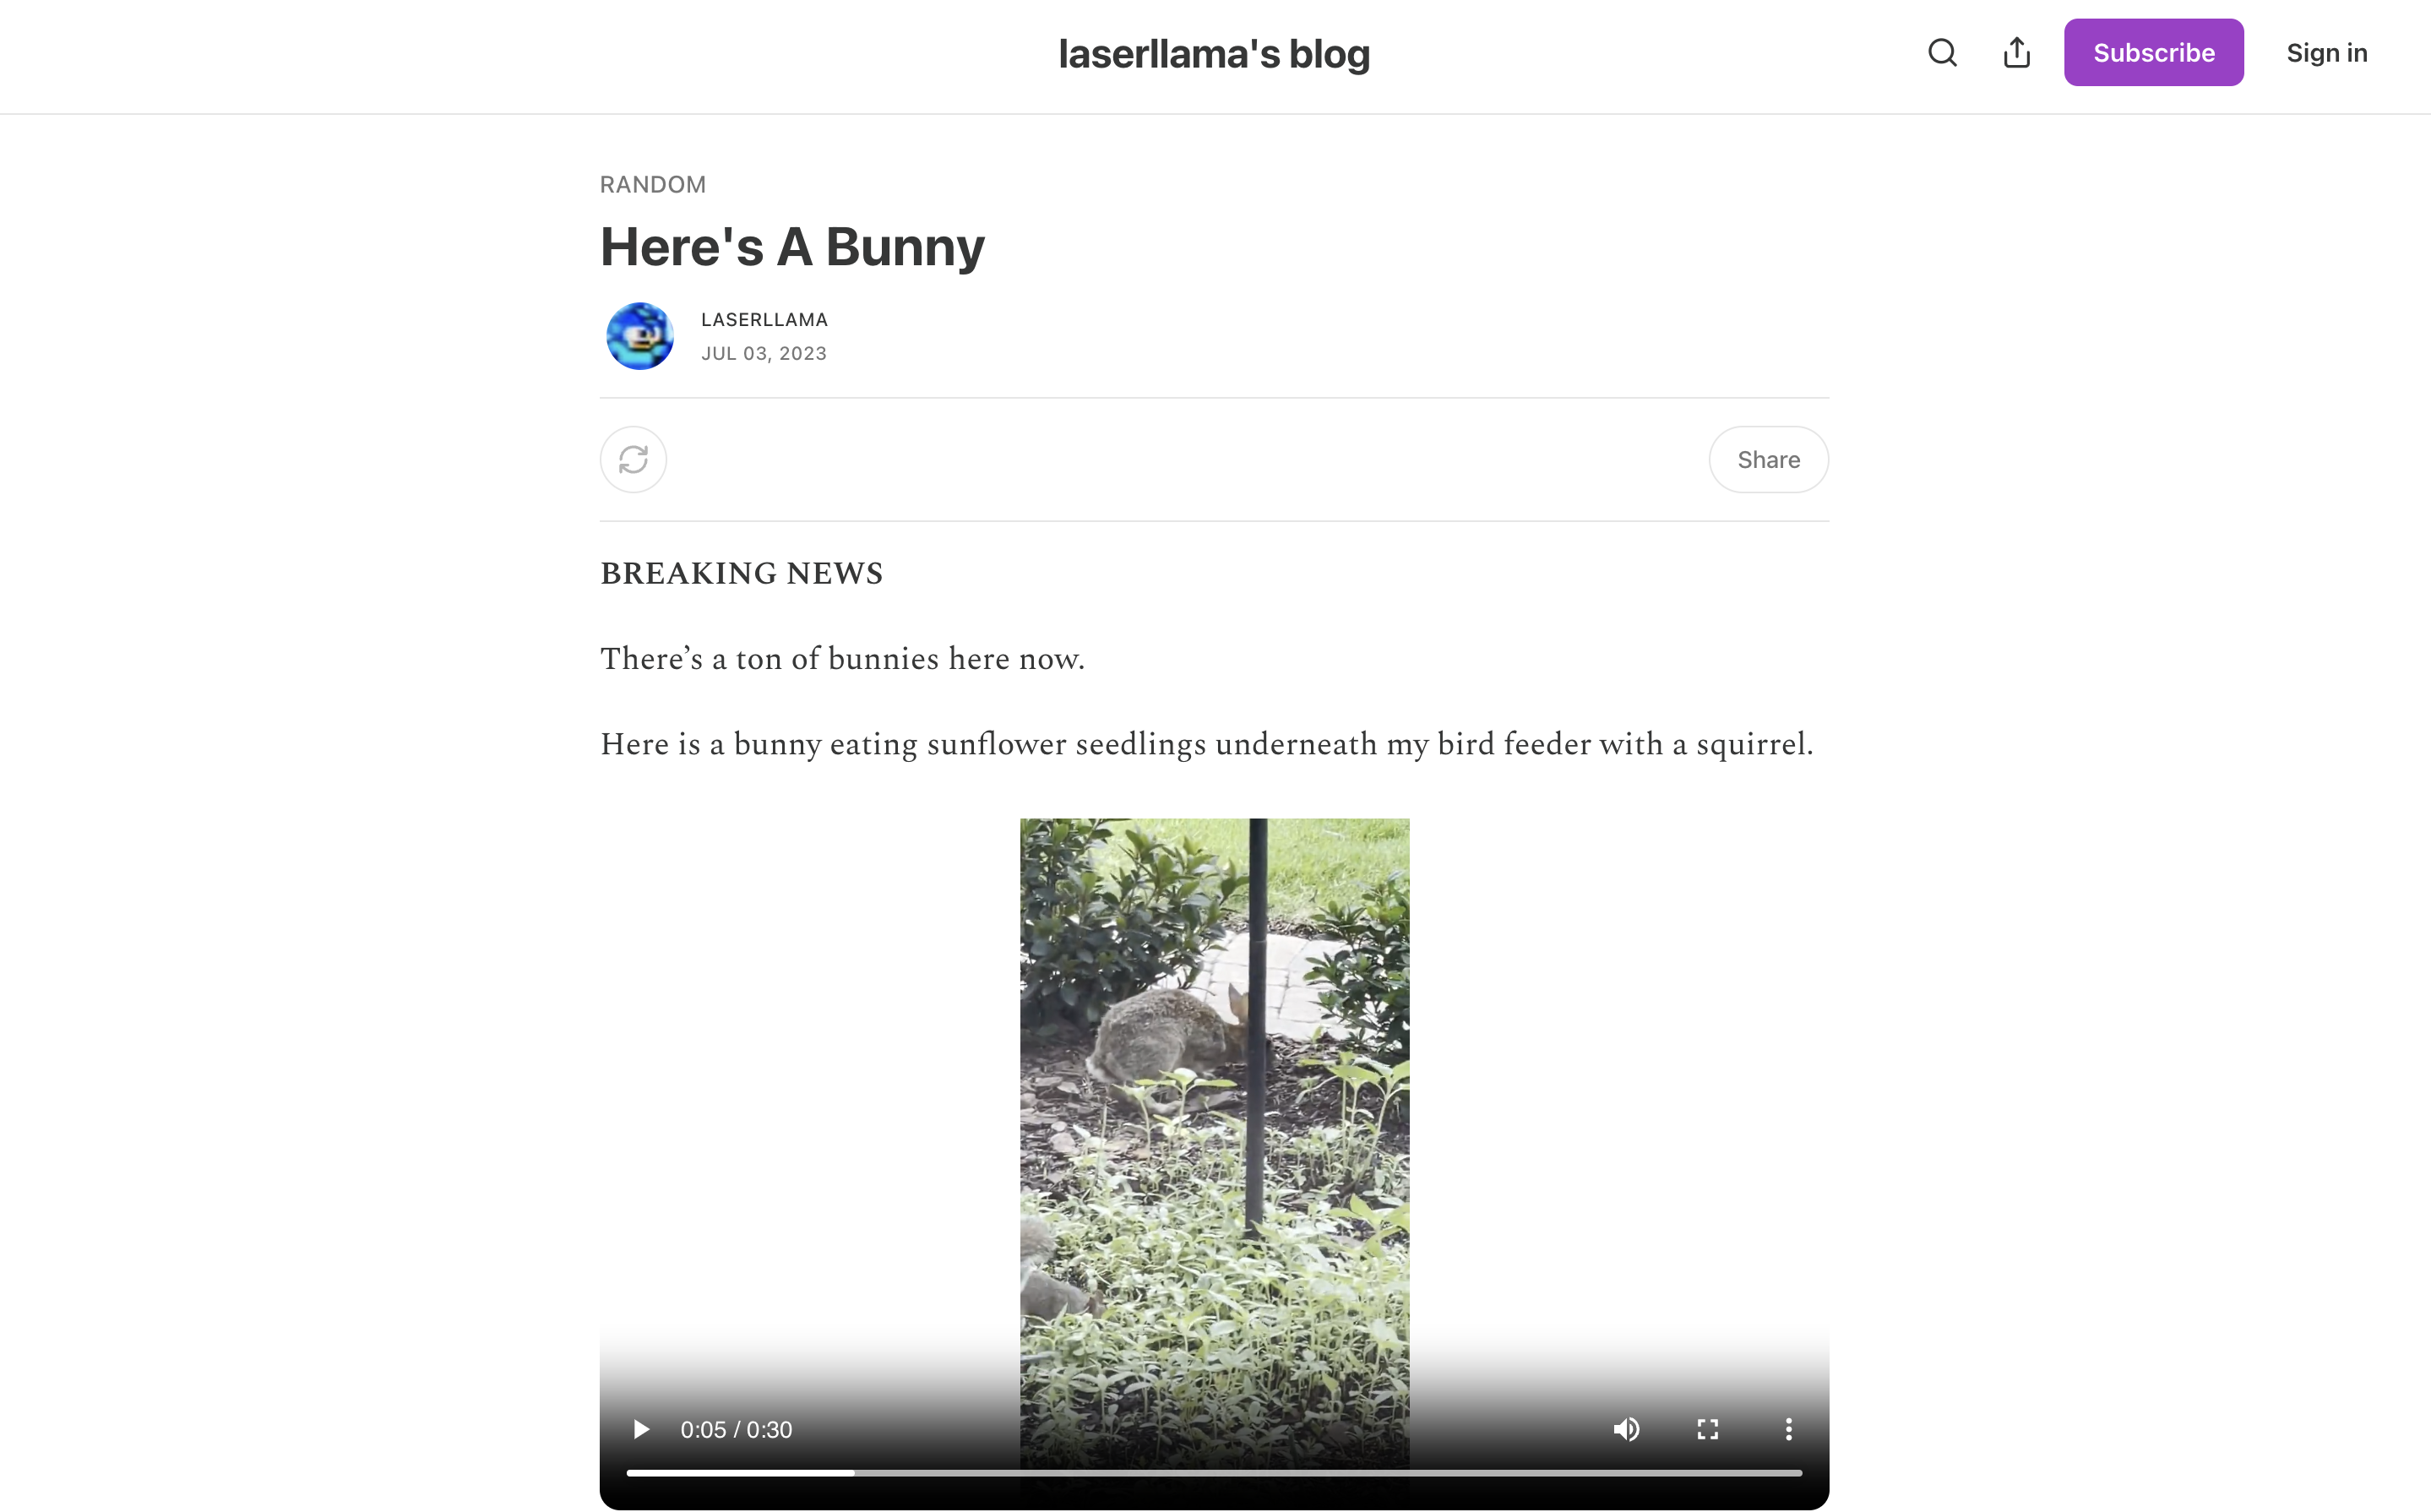 laserllama's blog
Subscribe
Sign in
RANDOM
Here's A Bunny
LASERLLAMA
JUL 03, 2023
Share
BREAKING NEWS
There’s a ton of bunnies here now.
Here is a bunny eating sunflower seedlings underneath my bird feeder with a squirrel.
0:05 / 0:30